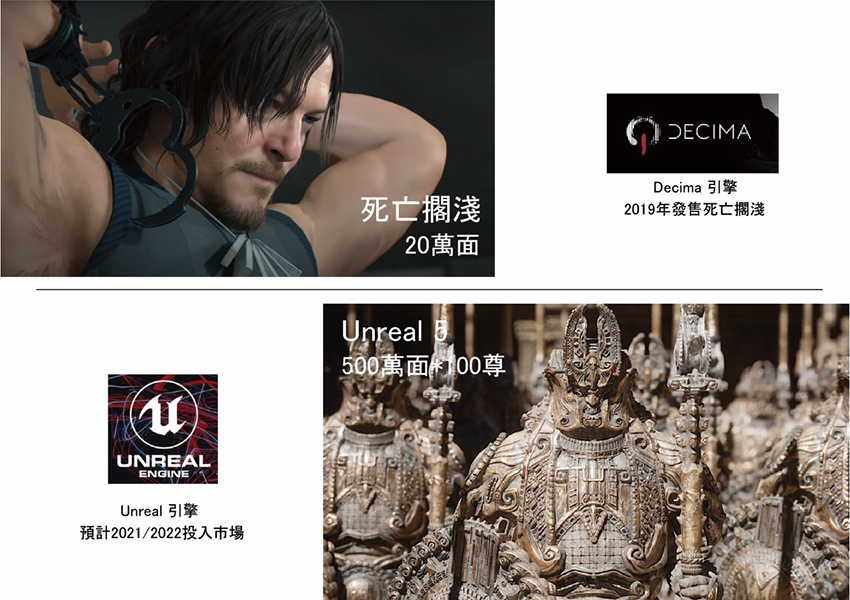 死亡擱淺
20萬面
DECIMA
Decima 引擎
2019年發售死亡擱淺
Unreal 5
500萬面*100尊
UNREAL
ENGINE
Unreal 引擎
預計2021/2022投入市場